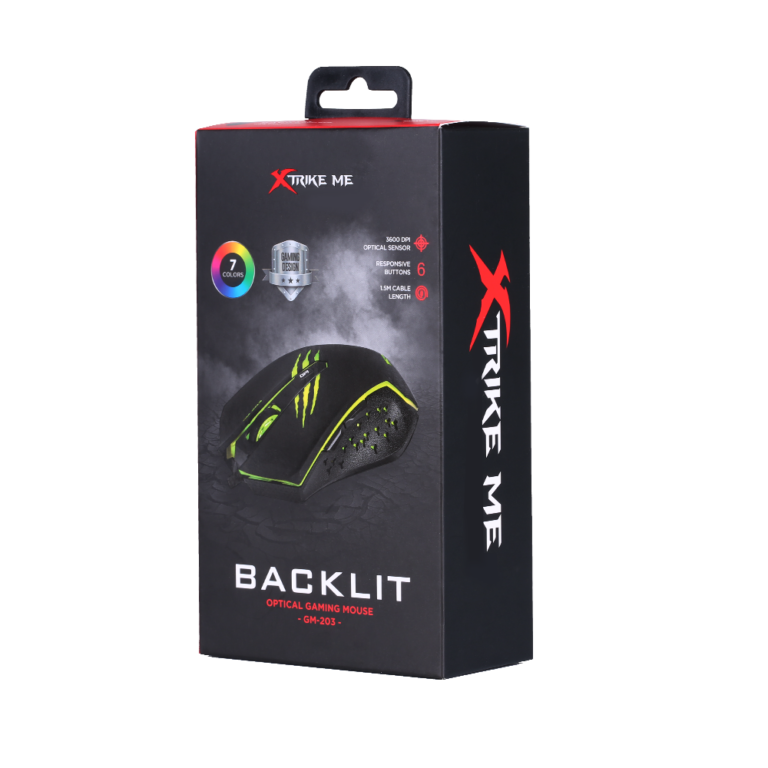 XTRIKE ME
7
COLORS
GAMING
DESIGN
3600 DPI
OPTICAL SENSOR
RESPONSIVE
BUTTONS
6
1.5M CABLE
LENGTH
DPI
BACKLIT
OPTICAL GAMING MOUSE
- GM-203 -
XTRIKE ME